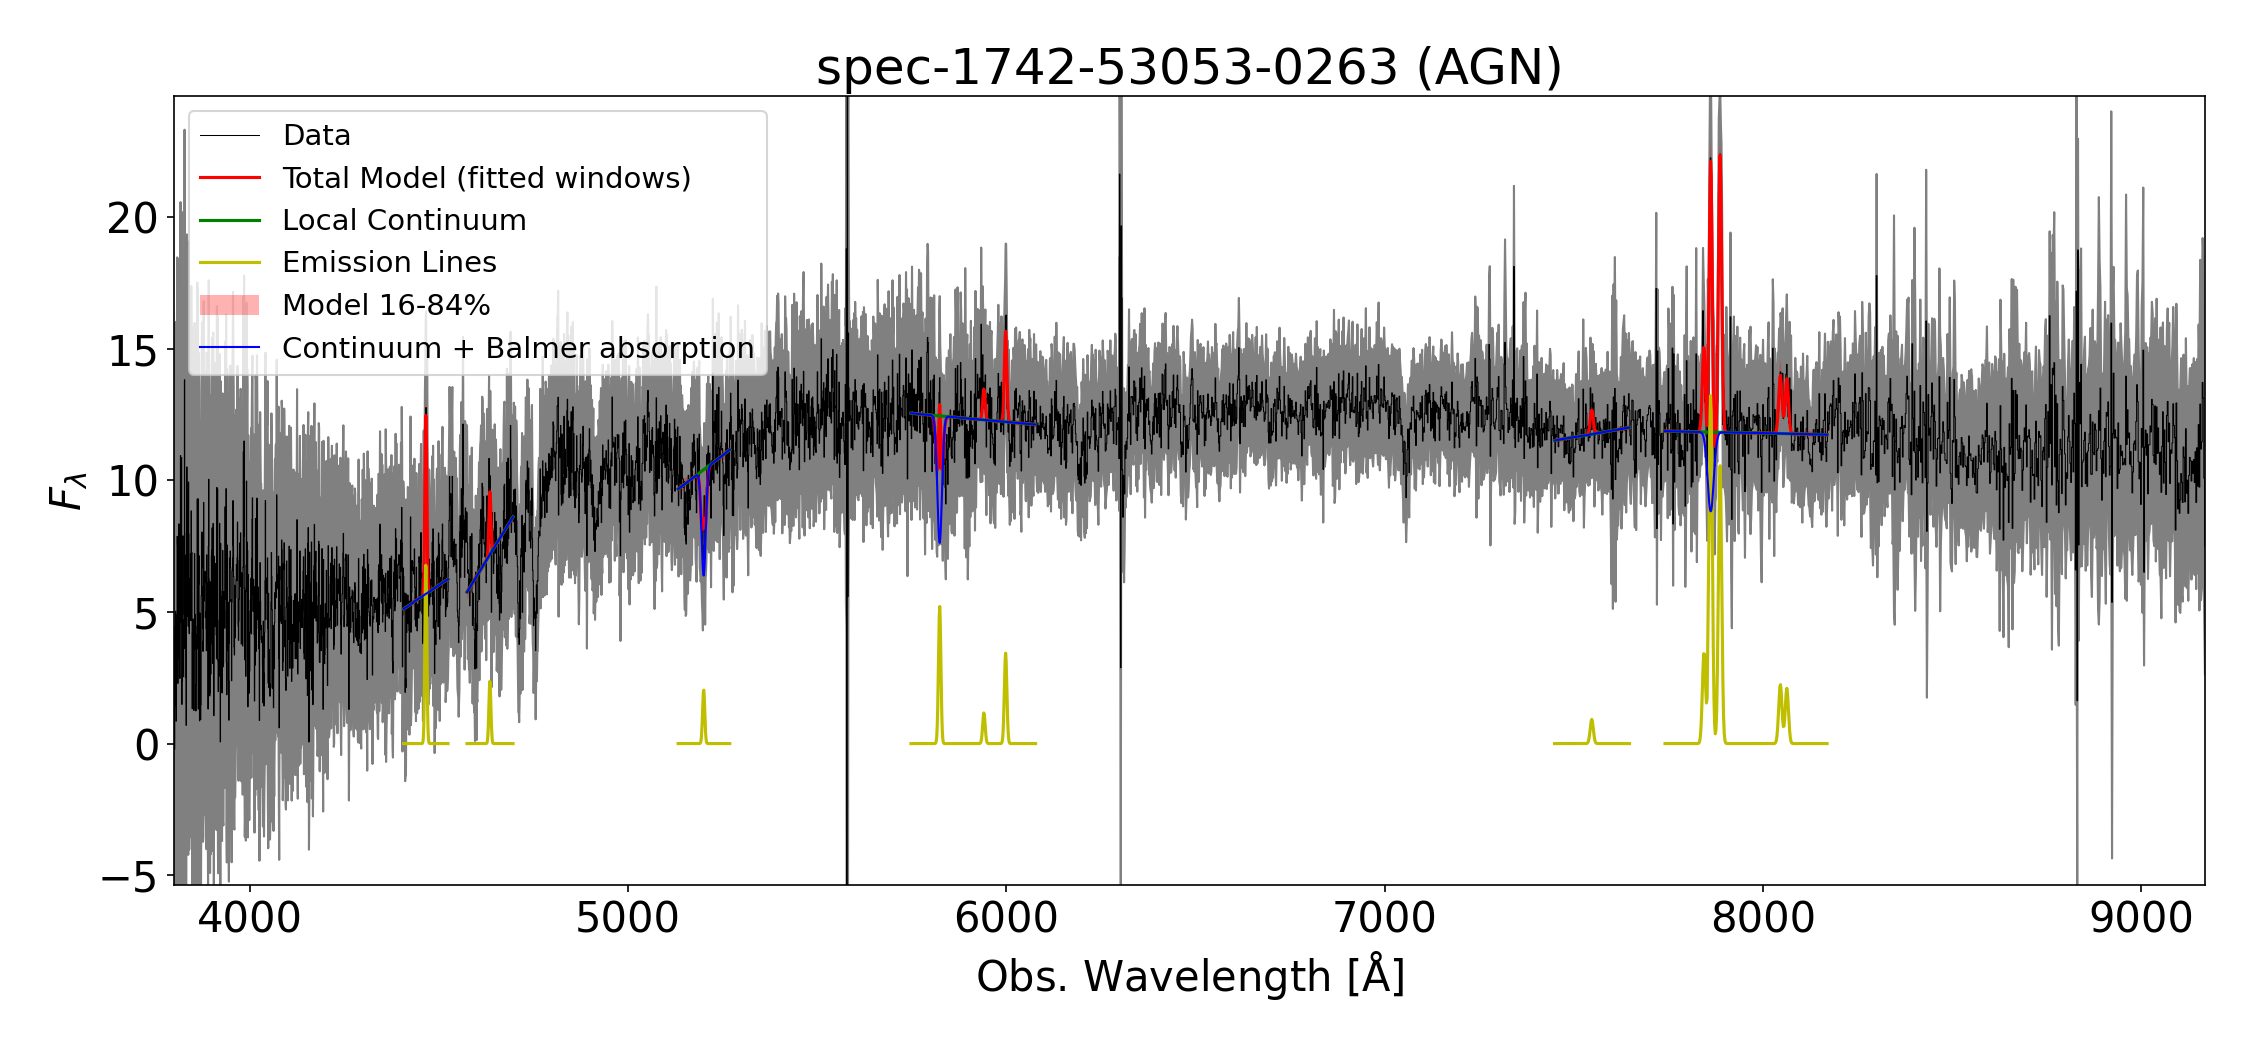 spec-1742-53053-0263 (AGN)
Data
Total Model (fitted windows)
Local Continuum
Emission Lines
Model 16-84%
Continuum + Balmer absorption
20
15
10
5
0
−5
F_λ
4000 5000 6000 7000 8000 9000
Obs. Wavelength [Å]